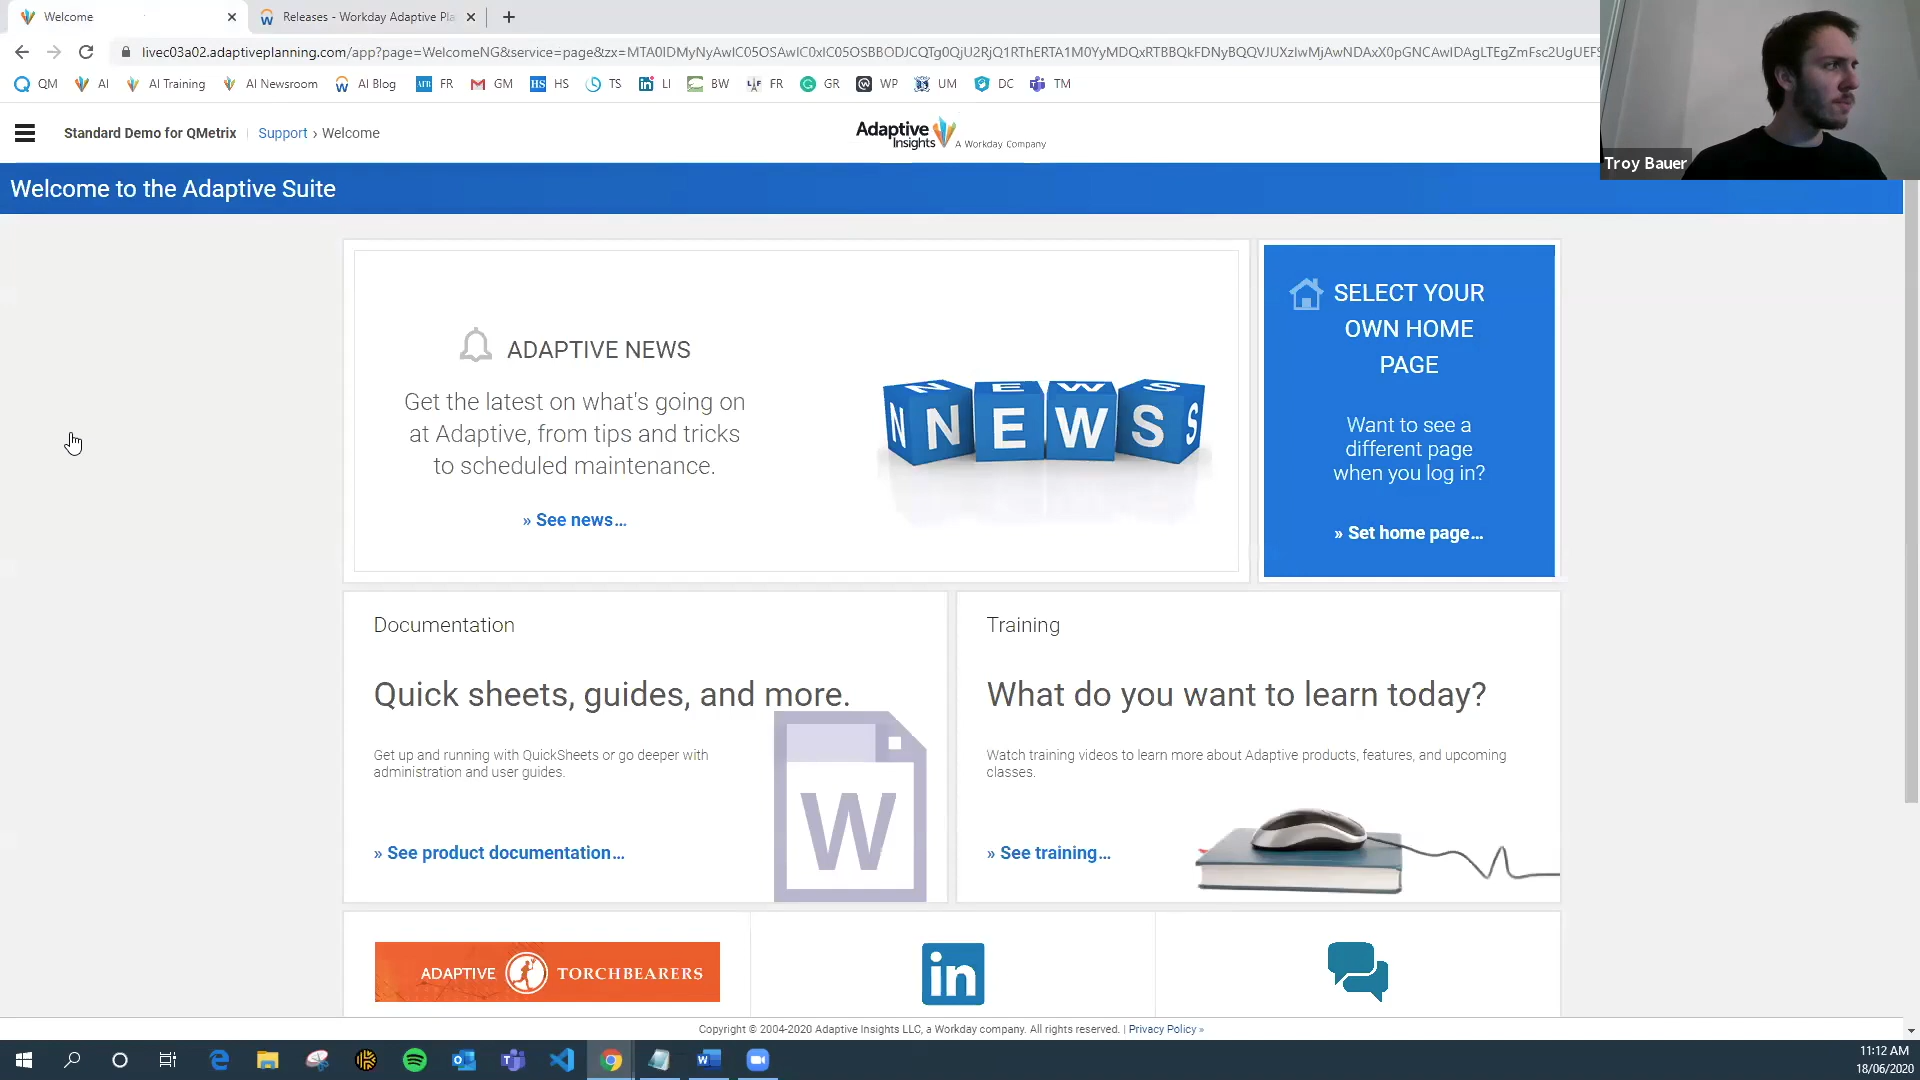 Welcome
Releases - Workday Adaptive Pla
livec03a02.adaptiveplanning.com/app?page=WelcomeNG&service=page&zx=
QM
AI
AI Training
AI Newsroom
AI Blog
FR
GM
HS
TS
LI
BW
FR
GR
WP
UM
DC
TM
Standard Demo for QMetrix
Support › Welcome
Adaptive Insights
A Workday Company
Troy Bauer
Welcome to the Adaptive Suite
ADAPTIVE NEWS
Get the latest on what's going on
at Adaptive, from tips and tricks
to scheduled maintenance.
» See news...
NEWS
SELECT YOUR
OWN HOME
PAGE
Want to see a
different page
when you log in?
» Set home page...
Documentation
Quick sheets, guides, and more.
Get up and running with QuickSheets or go deeper with
administration and user guides.
» See product documentation...
W
Training
What do you want to learn today?
Watch training videos to learn more about Adaptive products, features, and upcoming
classes.
» See training...
ADAPTIVE TORCHBEARERS
in
Copyright © 2004-2020 Adaptive Insights LLC, a Workday company. All rights reserved. | Privacy Policy »
11:12 AM
18/06/2020